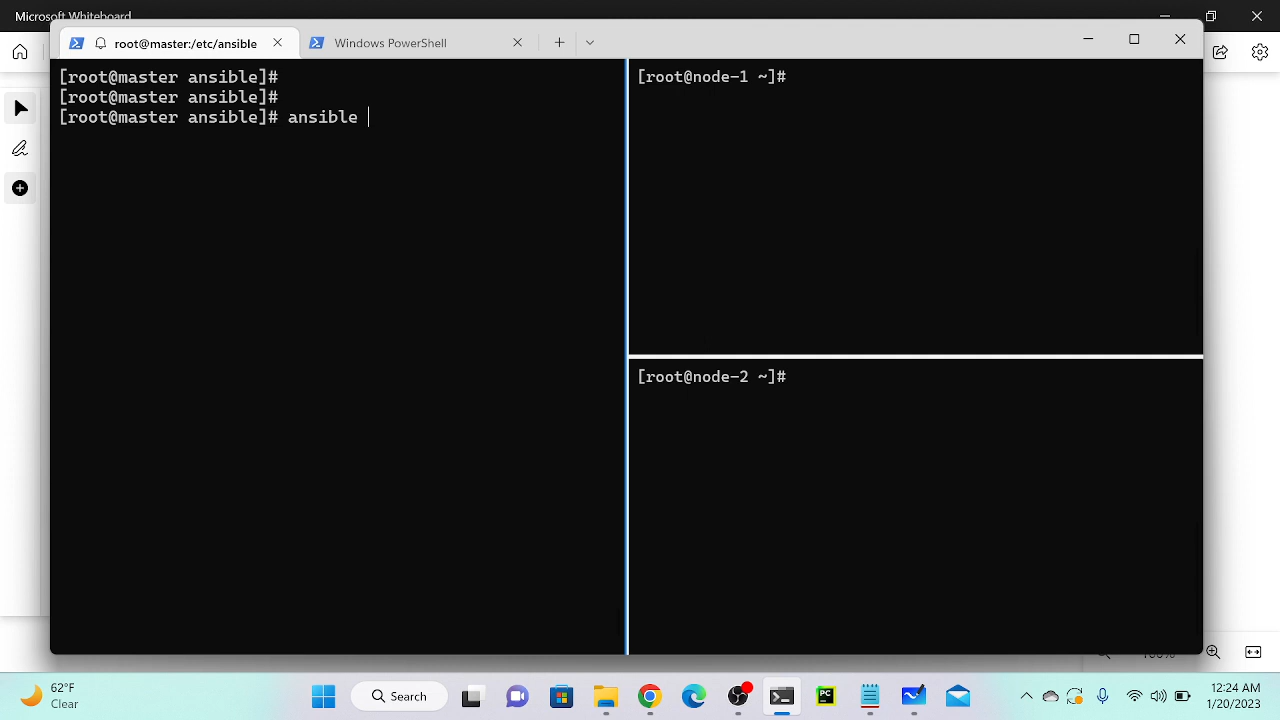 Microsoft Whiteboard
root@master:/etc/ansible
Windows PowerShell
[root@master ansible]#
[root@master ansible]#
[root@master ansible]# ansible
[root@node-1 ~]#
[root@node-2 ~]#
62°F
Clear
Search
12:24 AM
1/20/2023